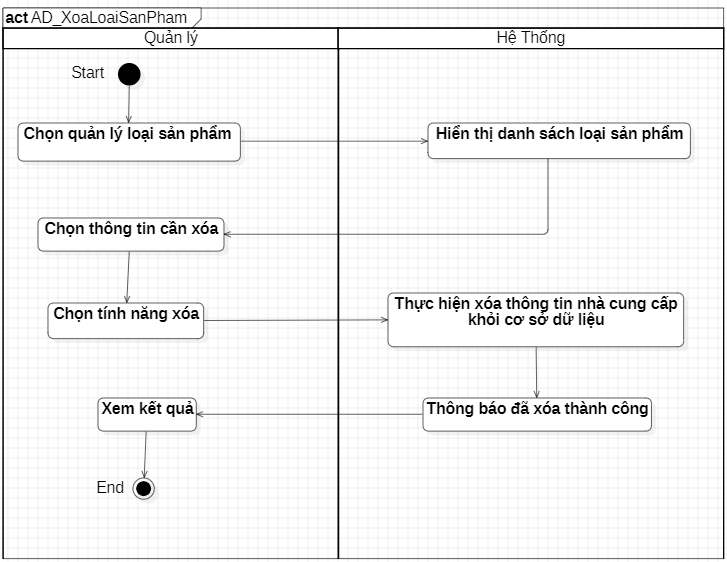 act AD_XoaLoaiSanPham
Quản lý
Hệ Thống
Start
Chọn quản lý loại sản phẩm
Hiển thị danh sách loại sản phẩm
Chọn thông tin cần xóa
Chọn tính năng xóa
Thực hiện xóa thông tin nhà cung cấp
khỏi cơ sở dữ liệu
Xem kết quả
Thông báo đã xóa thành công
End